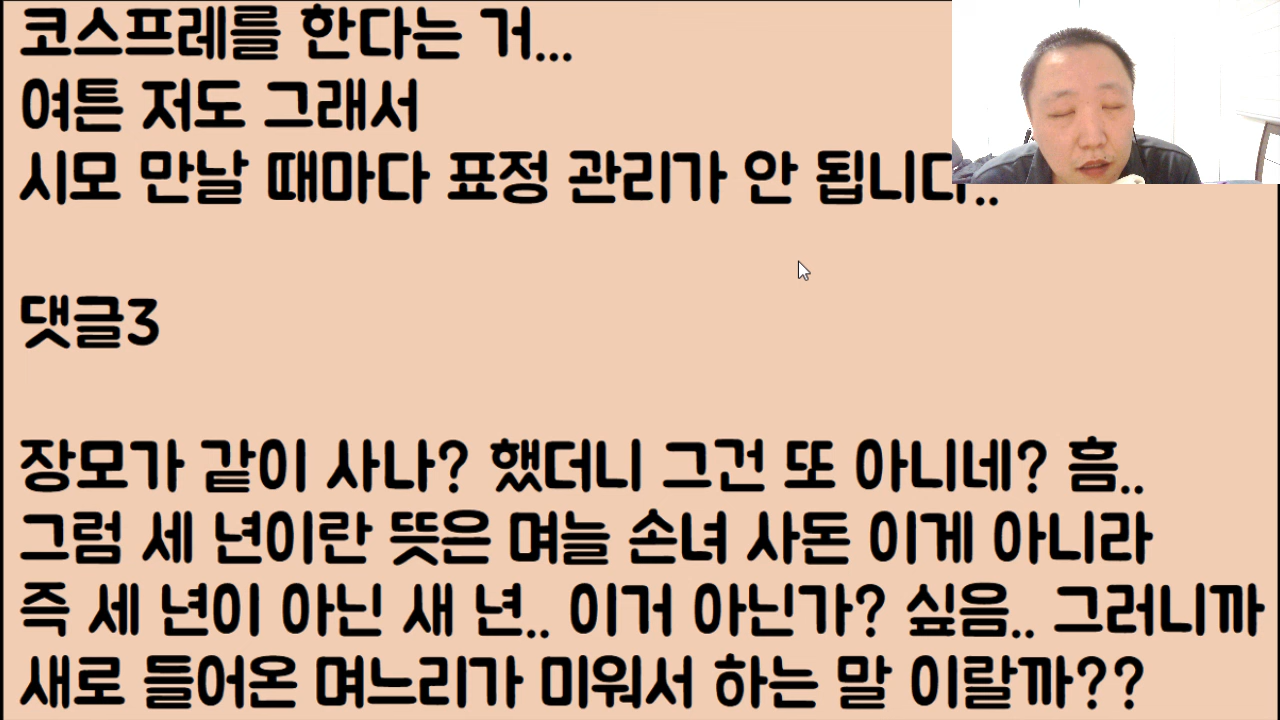 코스프레를 한다는 거...
여튼 저도 그래서
시모 만날 때마다 표정 관리가 안 됩니다..
댓글3
장모가 같이 사나? 했더니 그건 또 아니네? 흠..
그럼 세 년이란 뜻은 며늘 손녀 사돈 이게 아니라
즉 세 년이 아닌 새 년.. 이거 아닌가? 싶음.. 그러니까
새로 들어온 며느리가 미워서 하는 말 이랄까??